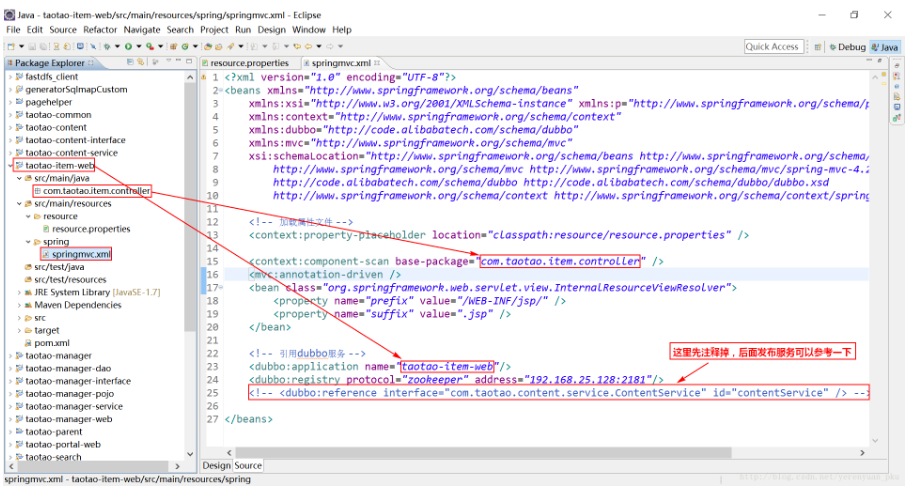 Java - taotao-item-web/src/main/resources/spring/springmvc.xml - Eclipse
File Edit Source Refactor Navigate Search Project Run Design Window Help
Quick Access
Debug
Java
Package Explorer
fastdfs_client
generatorSqlmapCustom
pagehelper
taotao-common
taotao-content
taotao-content-interface
taotao-content-service
taotao-item-web
src/main/java
com.taotao.item.controller
src/main/resources
resource
resource.properties
spring
springmvc.xml
src/test/java
src/test/resources
JRE System Library [JavaSE-1.7]
Maven Dependencies
src
target
pom.xml
taotao-manager
taotao-manager-dao
taotao-manager-interface
taotao-manager-pojo
taotao-manager-service
taotao-manager-web
taotao-parent
taotao-portal-web
taotao-search
resource.properties
springmvc.xml
1 <?xml version="1.0" encoding="UTF-8"?>
2 <beans xmlns="http://www.springframework.org/schema/beans"
3 xmlns:xsi="http://www.w3.org/2001/XMLSchema-instance" xmlns:p="http://www.springframework.org/schema/p
4 xmlns:context="http://www.springframework.org/schema/context"
5 xmlns:dubbo="http://code.alibabatech.com/schema/dubbo"
6 xmlns:mvc="http://www.springframework.org/schema/mvc"
7 xsi:schemaLocation="http://www.springframework.org/schema/beans http://www.springframework.org/schema/
8 http://www.springframework.org/schema/mvc http://www.springframework.org/schema/mvc/spring-mvc-4.2
9 http://code.alibabatech.com/schema/dubbo http://code.alibabatech.com/schema/dubbo/dubbo.xsd
10 http://www.springframework.org/schema/context http://www.springframework.org/schema/context/spring
11
12 <!-- 加载属性文件 -->
13 <context:property-placeholder location="classpath:resource/resource.properties" />
14
15 <context:component-scan base-package="com.taotao.item.controller" />
16 <mvc:annotation-driven />
17 <bean class="org.springframework.web.servlet.view.InternalResourceViewResolver">
18 <property name="prefix" value="/WEB-INF/jsp/" />
19 <property name="suffix" value=".jsp" />
20 </bean>
21
22 <!-- 引用dubbo服务 -->
这里先注释掉，后面发布服务可以参考一下
23 <dubbo:application name="taotao-item-web"/>
24 <dubbo:registry protocol="zookeeper" address="192.168.25.128:2181"/>
25 <!-- <dubbo:reference interface="com.taotao.content.service.ContentService" id="contentService" /> -->
26
27 </beans>
Design Source
springmvc.xml - taotao-item-web/src/main/resources/spring